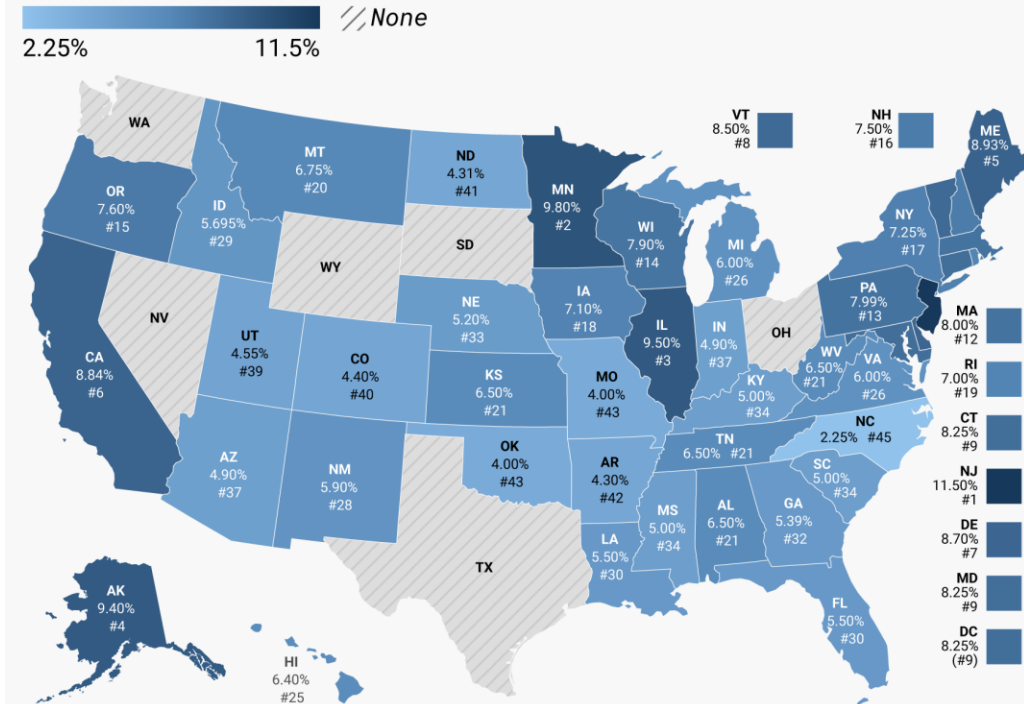 None
2.25%
11.5%
WA
OR
7.60%
#15
CA
8.84%
#6
NV
ID
5.695%
#29
MT
6.75%
#20
WY
UT
4.55%
#39
AZ
4.90%
#37
CO
4.40%
#40
NM
5.90%
#28
ND
4.31%
#41
SD
NE
5.20%
#33
KS
6.50%
#21
OK
4.00%
#43
TX
MN
9.80%
#2
IA
7.10%
#18
MO
4.00%
#43
AR
4.30%
#42
LA
5.50%
#30
WI
7.90%
#14
IL
9.50%
#3
MI
6.00%
#26
IN
4.90%
#37
OH
KY
5.00%
#34
TN
6.50% #21
MS
5.00%
#34
AL
6.50%
#21
GA
5.39%
#32
FL
5.50%
#30
SC
5.00%
#34
NC
2.25% #45
VA
6.00%
#26
WV
6.50%
#21
PA
7.99%
#13
NY
7.25%
#17
VT
8.50%
#8
NH
7.50%
#16
ME
8.93%
#5
MA
8.00%
#12
RI
7.00%
#19
CT
8.25%
#9
NJ
11.50%
#1
DE
8.70%
#7
MD
8.25%
#9
DC
8.25%
(#9)
AK
9.40%
#4
HI
6.40%
#25